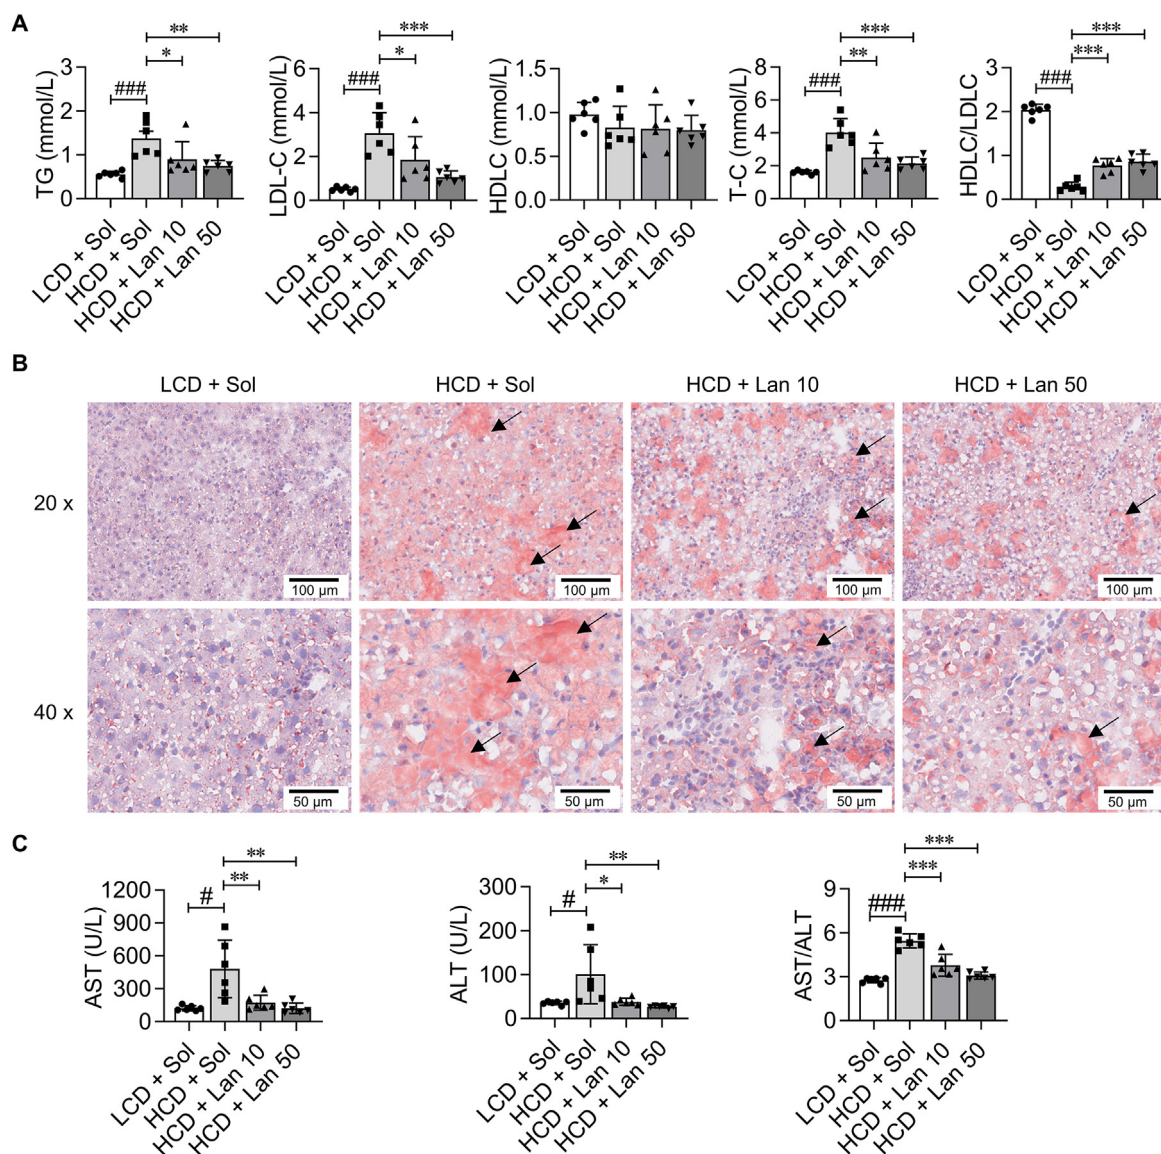 A
TG (mmol/L)
3
2
1
0
###
*
**
LCD + Sol
HCD + Sol
HCD + Lan 10
HCD + Lan 50
LDL-C (mmol/L)
6
4
2
0
###
*
***
LCD + Sol
HCD + Sol
HCD + Lan 10
HCD + Lan 50
HDLC (mmol/L)
1.5
1.0
0.5
0.0
LCD + Sol
HCD + Sol
HCD + Lan 10
HCD + Lan 50
T-C (mmol/L)
8
6
4
2
0
###
**
***
LCD + Sol
HCD + Sol
HCD + Lan 10
HCD + Lan 50
HDLC/LDLC
3
2
1
0
###
***
***
LCD + Sol
HCD + Sol
HCD + Lan 10
HCD + Lan 50
B
LCD + Sol
HCD + Sol
HCD + Lan 10
HCD + Lan 50
20 x
100 µm
100 µm
100 µm
100 µm
40 x
50 µm
50 µm
50 µm
50 µm
C
AST (U/L)
1200
900
600
300
0
#
**
**
LCD + Sol
HCD + Sol
HCD + Lan 10
HCD + Lan 50
ALT (U/L)
300
200
100
0
#
*
**
LCD + Sol
HCD + Sol
HCD + Lan 10
HCD + Lan 50
AST/ALT
9
6
3
0
###
***
***
LCD + Sol
HCD + Sol
HCD + Lan 10
HCD + Lan 50